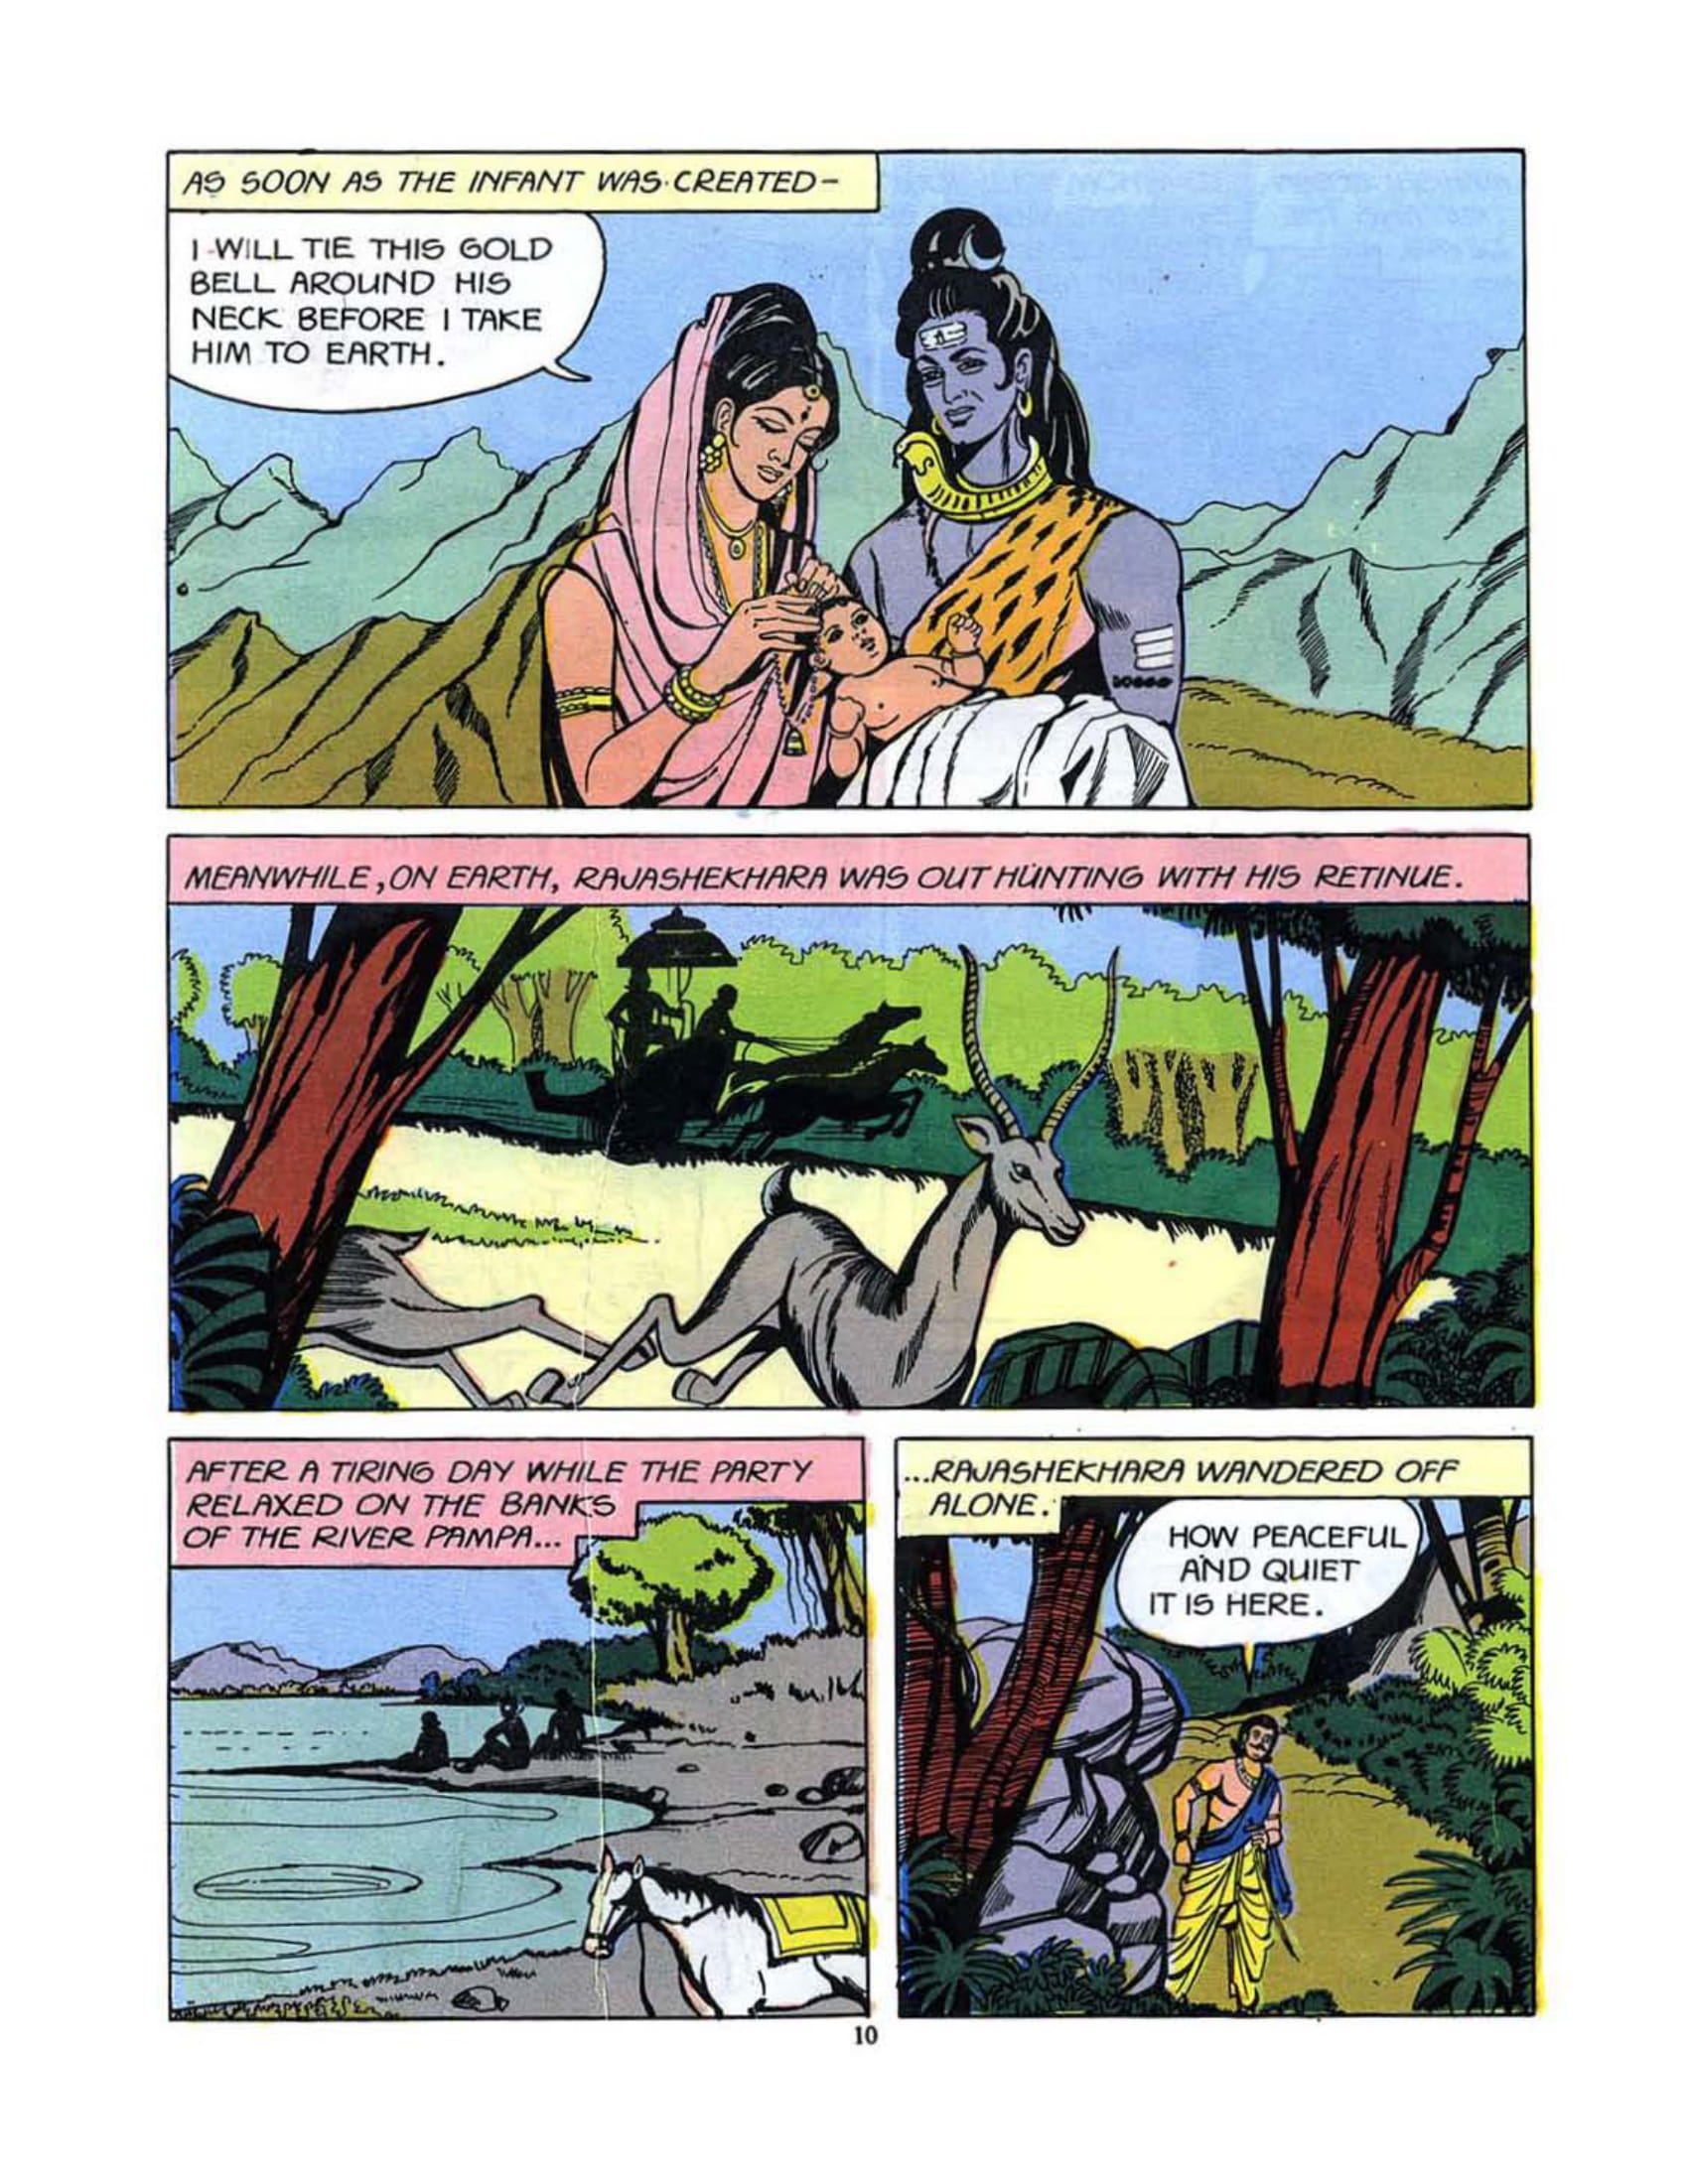 AS SOON AS THE INFANT WAS CREATED-
I WILL TIE THIS GOLD
BELL AROUND HIS
NECK BEFORE I TAKE
HIM TO EARTH.
MEANWHILE, ON EARTH, RAJASHEKHARA WAS OUT HUNTING WITH HIS RETINUE.
AFTER A TIRING DAY WHILE THE PARTY
RELAXED ON THE BANKS
OF THE RIVER PAMPA...
...RAJASHEKHARA WANDERED OFF
ALONE.
HOW PEACEFUL
AND QUIET
IT IS HERE.
10